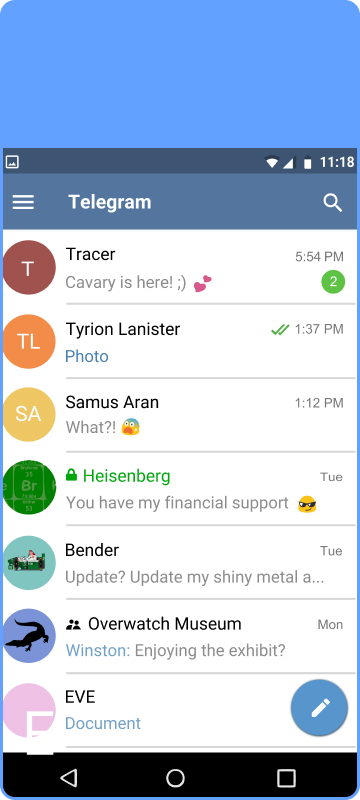 11:18
Telegram
T
Tracer
5:54 PM
Cavary is here! ;) 💕
2
TL
Tyrion Lanister
1:37 PM
Photo
SA
Samus Aran
1:12 PM
What?! 😱
Br
Heisenberg
Tue
You have my financial support 😎
Bender
Tue
Update? Update my shiny metal a...
Overwatch Museum
Mon
Winston: Enjoying the exhibit?
E
EVE
Document